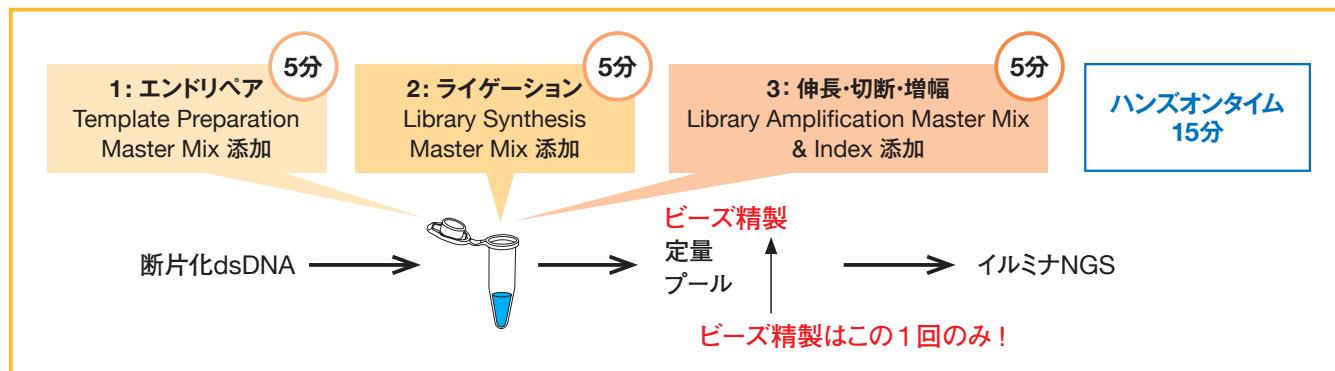 5分
1: エンドリペア
Template Preparation
Master Mix 添加
5分
2: ライゲーション
Library Synthesis
Master Mix 添加
5分
3: 伸長・切断・増幅
Library Amplification Master Mix
& Index 添加
ハンズオンタイム
15分
断片化dsDNA
ビーズ精製
定量
プール
イルミナNGS
ビーズ精製はこの1回のみ！